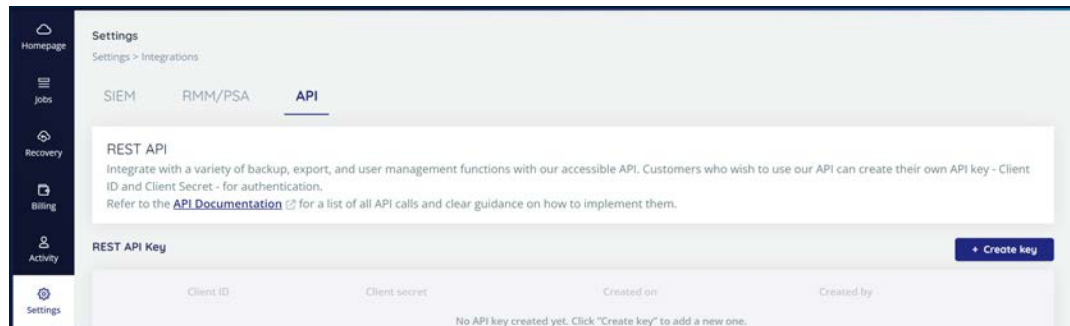 Homepage
Jobs
Recovery
Billing
Activity
Settings
Settings
Settings > Integrations
SIEM RMM/PSA API
REST API
Integrate with a variety of backup, export, and user management functions with our accessible API. Customers who wish to use our API can create their own API key - Client
ID and Client Secret - for authentication.
Refer to the API Documentation for a list of all API calls and clear guidance on how to implement them.
REST API Key
+ Create key
Client ID Client secret Created on Created by
No API key created yet. Click "Create key" to add a new one.